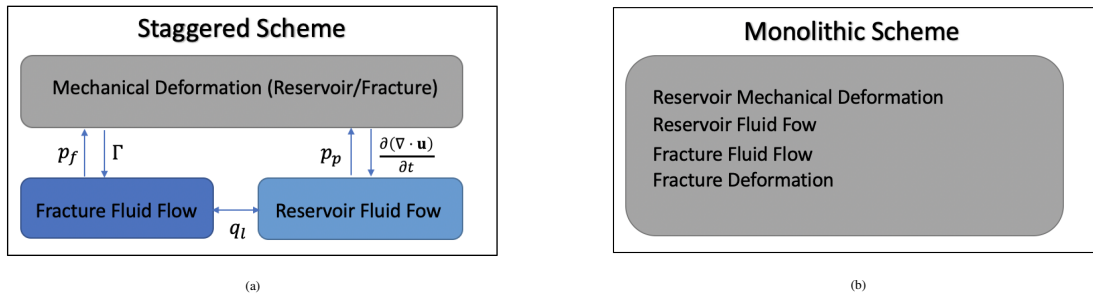 Staggered Scheme
Mechanical Deformation (Reservoir/Fracture)
p_f
Γ
p_p
∂(∇ · u)
∂t
Fracture Fluid Flow
q_l
Reservoir Fluid Fow
(a)
Monolithic Scheme
Reservoir Mechanical Deformation
Reservoir Fluid Fow
Fracture Fluid Flow
Fracture Deformation
(b)